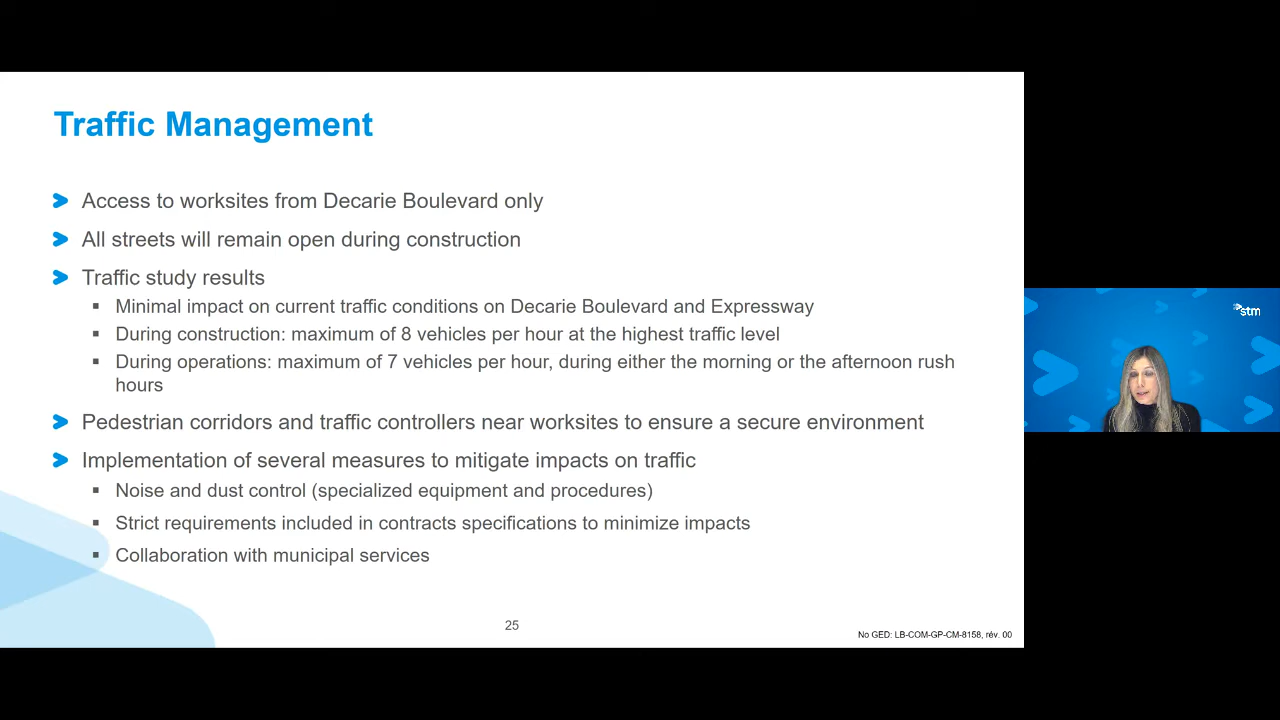 Traffic Management
Access to worksites from Decarie Boulevard only
All streets will remain open during construction
Traffic study results
Minimal impact on current traffic conditions on Decarie Boulevard and Expressway
During construction: maximum of 8 vehicles per hour at the highest traffic level
During operations: maximum of 7 vehicles per hour, during either the morning or the afternoon rush
hours
Pedestrian corridors and traffic controllers near worksites to ensure a secure environment
Implementation of several measures to mitigate impacts on traffic
Noise and dust control (specialized equipment and procedures)
Strict requirements included in contracts specifications to minimize impacts
Collaboration with municipal services
25
No GED: LB-COM-GP-CM-8158, rév. 00
stm